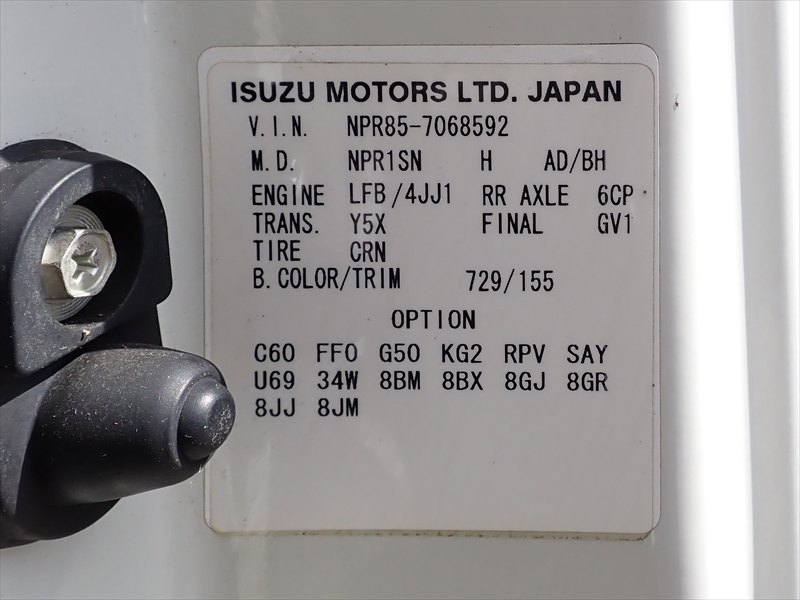 ISUZU MOTORS LTD. JAPAN
V.I.N. NPR85-7068592
M.D. NPR1SN H AD/BH
ENGINE LFB/4JJ1 RR AXLE 6CP
TRANS. Y5X FINAL GV1
TIRE CRN
B.COLOR/TRIM 729/155
OPTION
C60 FF0 G50 KG2 RPV SAY
U69 34W 8BM 8BX 8GJ 8GR
8JJ 8JM